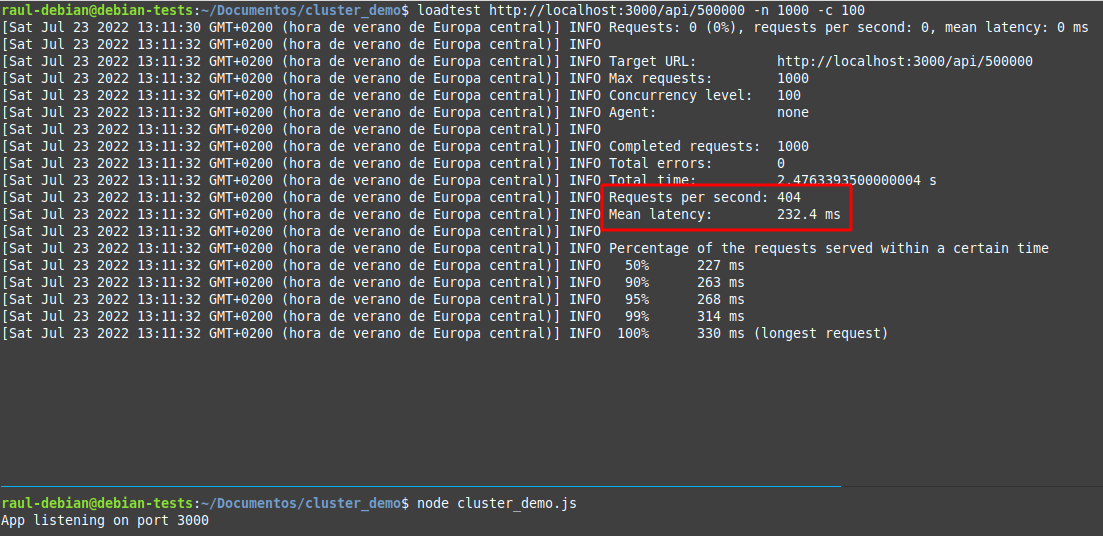 raul-debian@debian-tests:~/Documentos/cluster_demo$ loadtest http://localhost:3000/api/500000 -n 1000 -c 100
[Sat Jul 23 2022 13:11:30 GMT+0200 (hora de verano de Europa central)] INFO Requests: 0 (0%), requests per second: 0, mean latency: 0 ms
[Sat Jul 23 2022 13:11:32 GMT+0200 (hora de verano de Europa central)] INFO
[Sat Jul 23 2022 13:11:32 GMT+0200 (hora de verano de Europa central)] INFO Target URL:          http://localhost:3000/api/500000
[Sat Jul 23 2022 13:11:32 GMT+0200 (hora de verano de Europa central)] INFO Max requests:        1000
[Sat Jul 23 2022 13:11:32 GMT+0200 (hora de verano de Europa central)] INFO Concurrency level:   100
[Sat Jul 23 2022 13:11:32 GMT+0200 (hora de verano de Europa central)] INFO Agent:               none
[Sat Jul 23 2022 13:11:32 GMT+0200 (hora de verano de Europa central)] INFO
[Sat Jul 23 2022 13:11:32 GMT+0200 (hora de verano de Europa central)] INFO Completed requests:  1000
[Sat Jul 23 2022 13:11:32 GMT+0200 (hora de verano de Europa central)] INFO Total errors:        0
[Sat Jul 23 2022 13:11:32 GMT+0200 (hora de verano de Europa central)] INFO Total time:          2.4763393500000004 s
[Sat Jul 23 2022 13:11:32 GMT+0200 (hora de verano de Europa central)] INFO Requests per second: 404
[Sat Jul 23 2022 13:11:32 GMT+0200 (hora de verano de Europa central)] INFO Mean latency:        232.4 ms
[Sat Jul 23 2022 13:11:32 GMT+0200 (hora de verano de Europa central)] INFO
[Sat Jul 23 2022 13:11:32 GMT+0200 (hora de verano de Europa central)] INFO Percentage of the requests served within a certain time
[Sat Jul 23 2022 13:11:32 GMT+0200 (hora de verano de Europa central)] INFO   50%      227 ms
[Sat Jul 23 2022 13:11:32 GMT+0200 (hora de verano de Europa central)] INFO   90%      263 ms
[Sat Jul 23 2022 13:11:32 GMT+0200 (hora de verano de Europa central)] INFO   95%      268 ms
[Sat Jul 23 2022 13:11:32 GMT+0200 (hora de verano de Europa central)] INFO   99%      314 ms
[Sat Jul 23 2022 13:11:32 GMT+0200 (hora de verano de Europa central)] INFO  100%      330 ms (longest request)
raul-debian@debian-tests:~/Documentos/cluster_demo$ node cluster_demo.js
App listening on port 3000